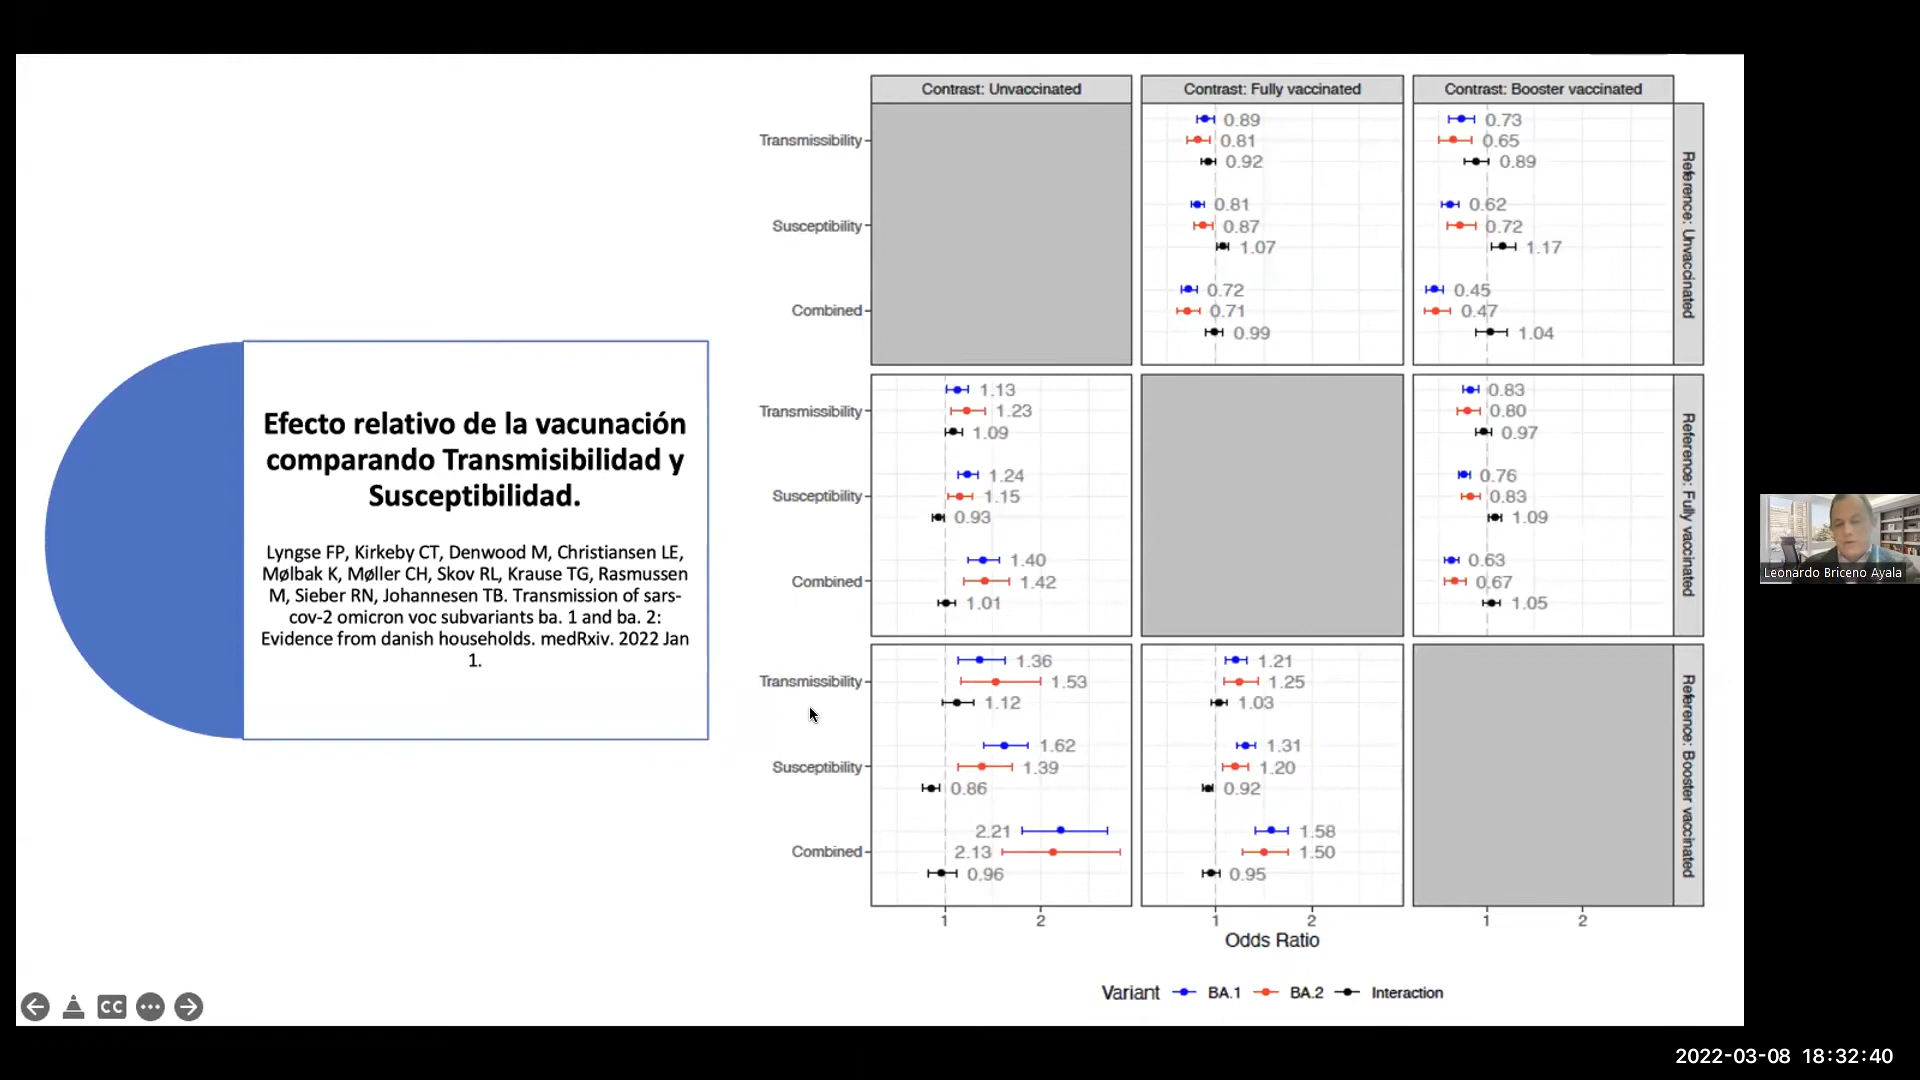 Contrast: Unvaccinated
Contrast: Fully vaccinated
Contrast: Booster vaccinated
Transmissibility
0.89
0.81
0.92
0.73
0.65
0.89
Susceptibility
0.81
0.87
1.07
0.62
0.72
1.17
Combined
0.72
0.71
0.99
0.45
0.47
1.04
Reference: Unvaccinated
Efecto relativo de la vacunación
comparando Transmisibilidad y
Susceptibilidad.
Lyngse FP, Kirkeby CT, Denwood M, Christiansen LE,
Mølbak K, Møller CH, Skov RL, Krause TG, Rasmussen
M, Sieber RN, Johannesen TB. Transmission of sars-
cov-2 omicron voc subvariants ba. 1 and ba. 2:
Evidence from danish households. medRxiv. 2022 Jan
1.
Transmissibility
1.13
1.23
1.09
0.83
0.80
0.97
Susceptibility
1.24
1.15
0.93
0.76
0.83
1.09
Combined
1.40
1.42
1.01
0.63
0.67
1.05
Reference: Fully vaccinated
Transmissibility
1.36
1.53
1.12
1.21
1.25
1.03
Susceptibility
1.62
1.39
0.86
1.31
1.20
0.92
Combined
2.21
2.13
0.96
1.58
1.50
0.95
Reference: Booster vaccinated
1 2
1 2
1 2
Odds Ratio
Variant BA.1 BA.2 Interaction
Leonardo Briceno Ayala
CC
2022-03-08 18:32:40